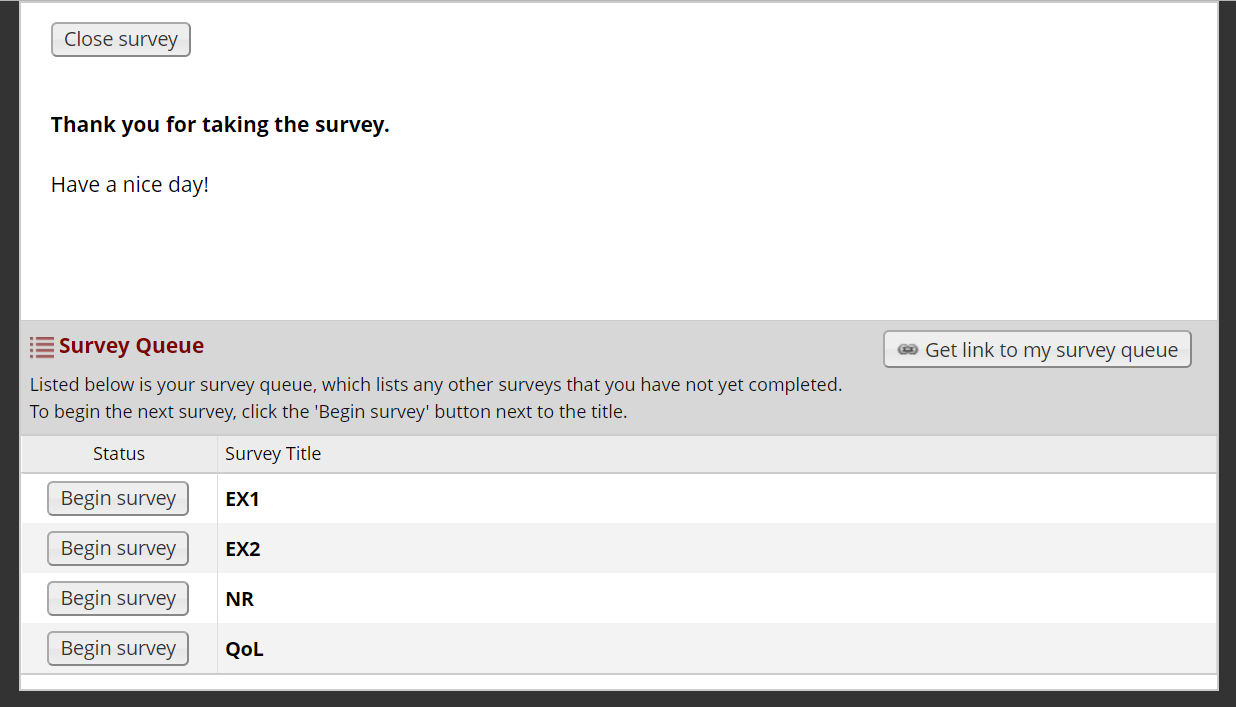 Close survey
Thank you for taking the survey.
Have a nice day!
Survey Queue
Get link to my survey queue
Listed below is your survey queue, which lists any other surveys that you have not yet completed.
To begin the next survey, click the 'Begin survey' button next to the title.
Status Survey Title
Begin survey EX1
Begin survey EX2
Begin survey NR
Begin survey QoL